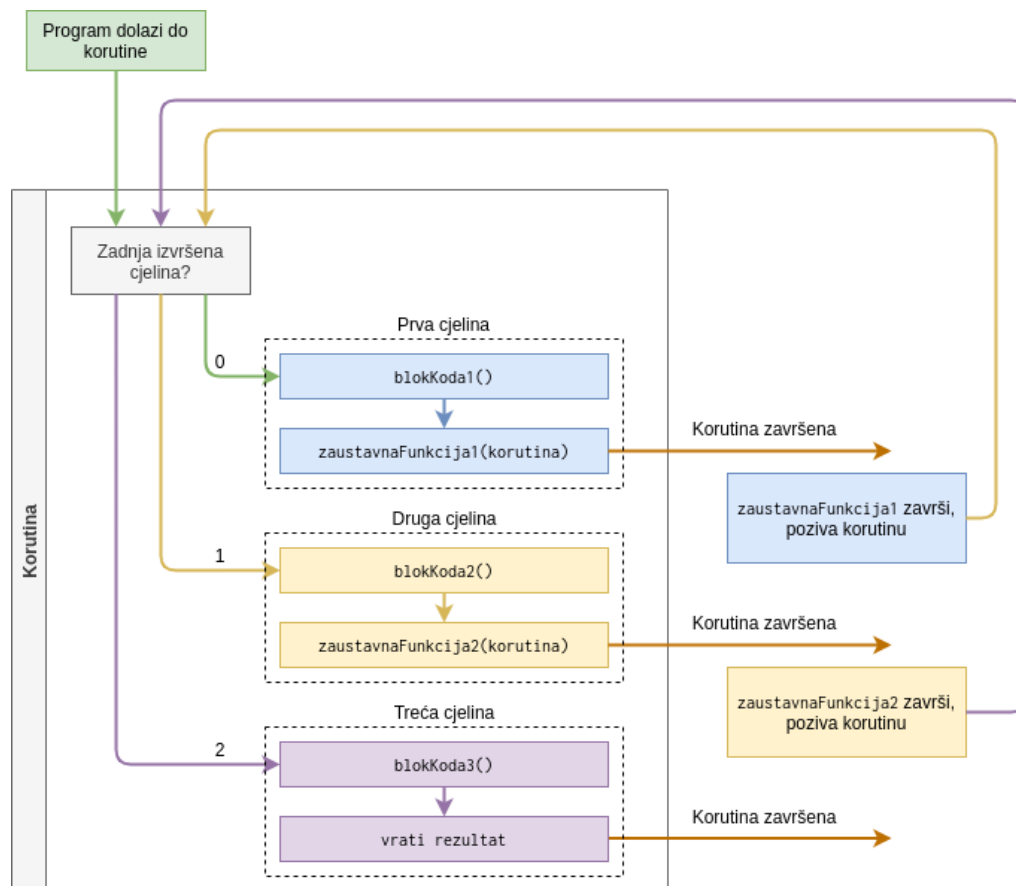 Program dolazi do
korutine
Korutina
Zadnja izvršena
cjelina?
Prva cjelina
0
blokKoda1()
zaustavnaFunkcija1(korutina)
Korutina završena
zaustavnaFunkcija1 završi,
poziva korutinu
Druga cjelina
1
blokKoda2()
zaustavnaFunkcija2(korutina)
Korutina završena
zaustavnaFunkcija2 završi,
poziva korutinu
Treća cjelina
2
blokKoda3()
vrati rezultat
Korutina završena